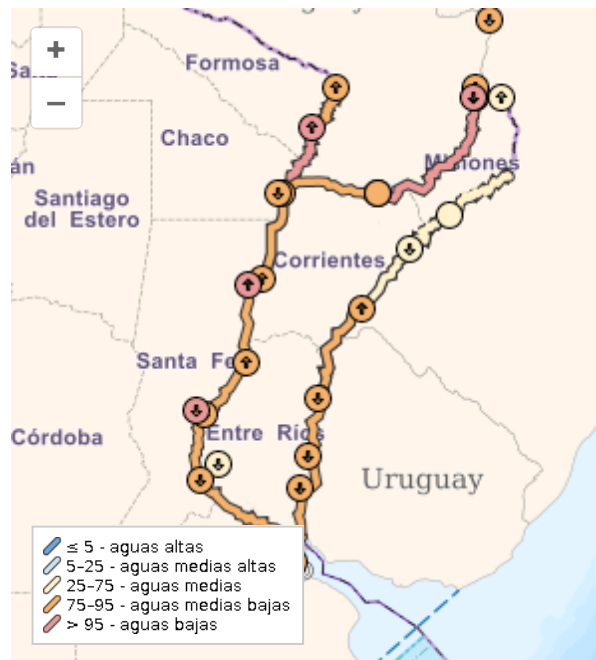 +
−
Formosa
Chaco
Misiones
Santiago
del Estero
Corrientes
Santa Fe
Córdoba
Entre Ríos
Uruguay
≤ 5 - aguas altas
5-25 - aguas medias altas
25-75 - aguas medias
75-95 - aguas medias bajas
> 95 - aguas bajas